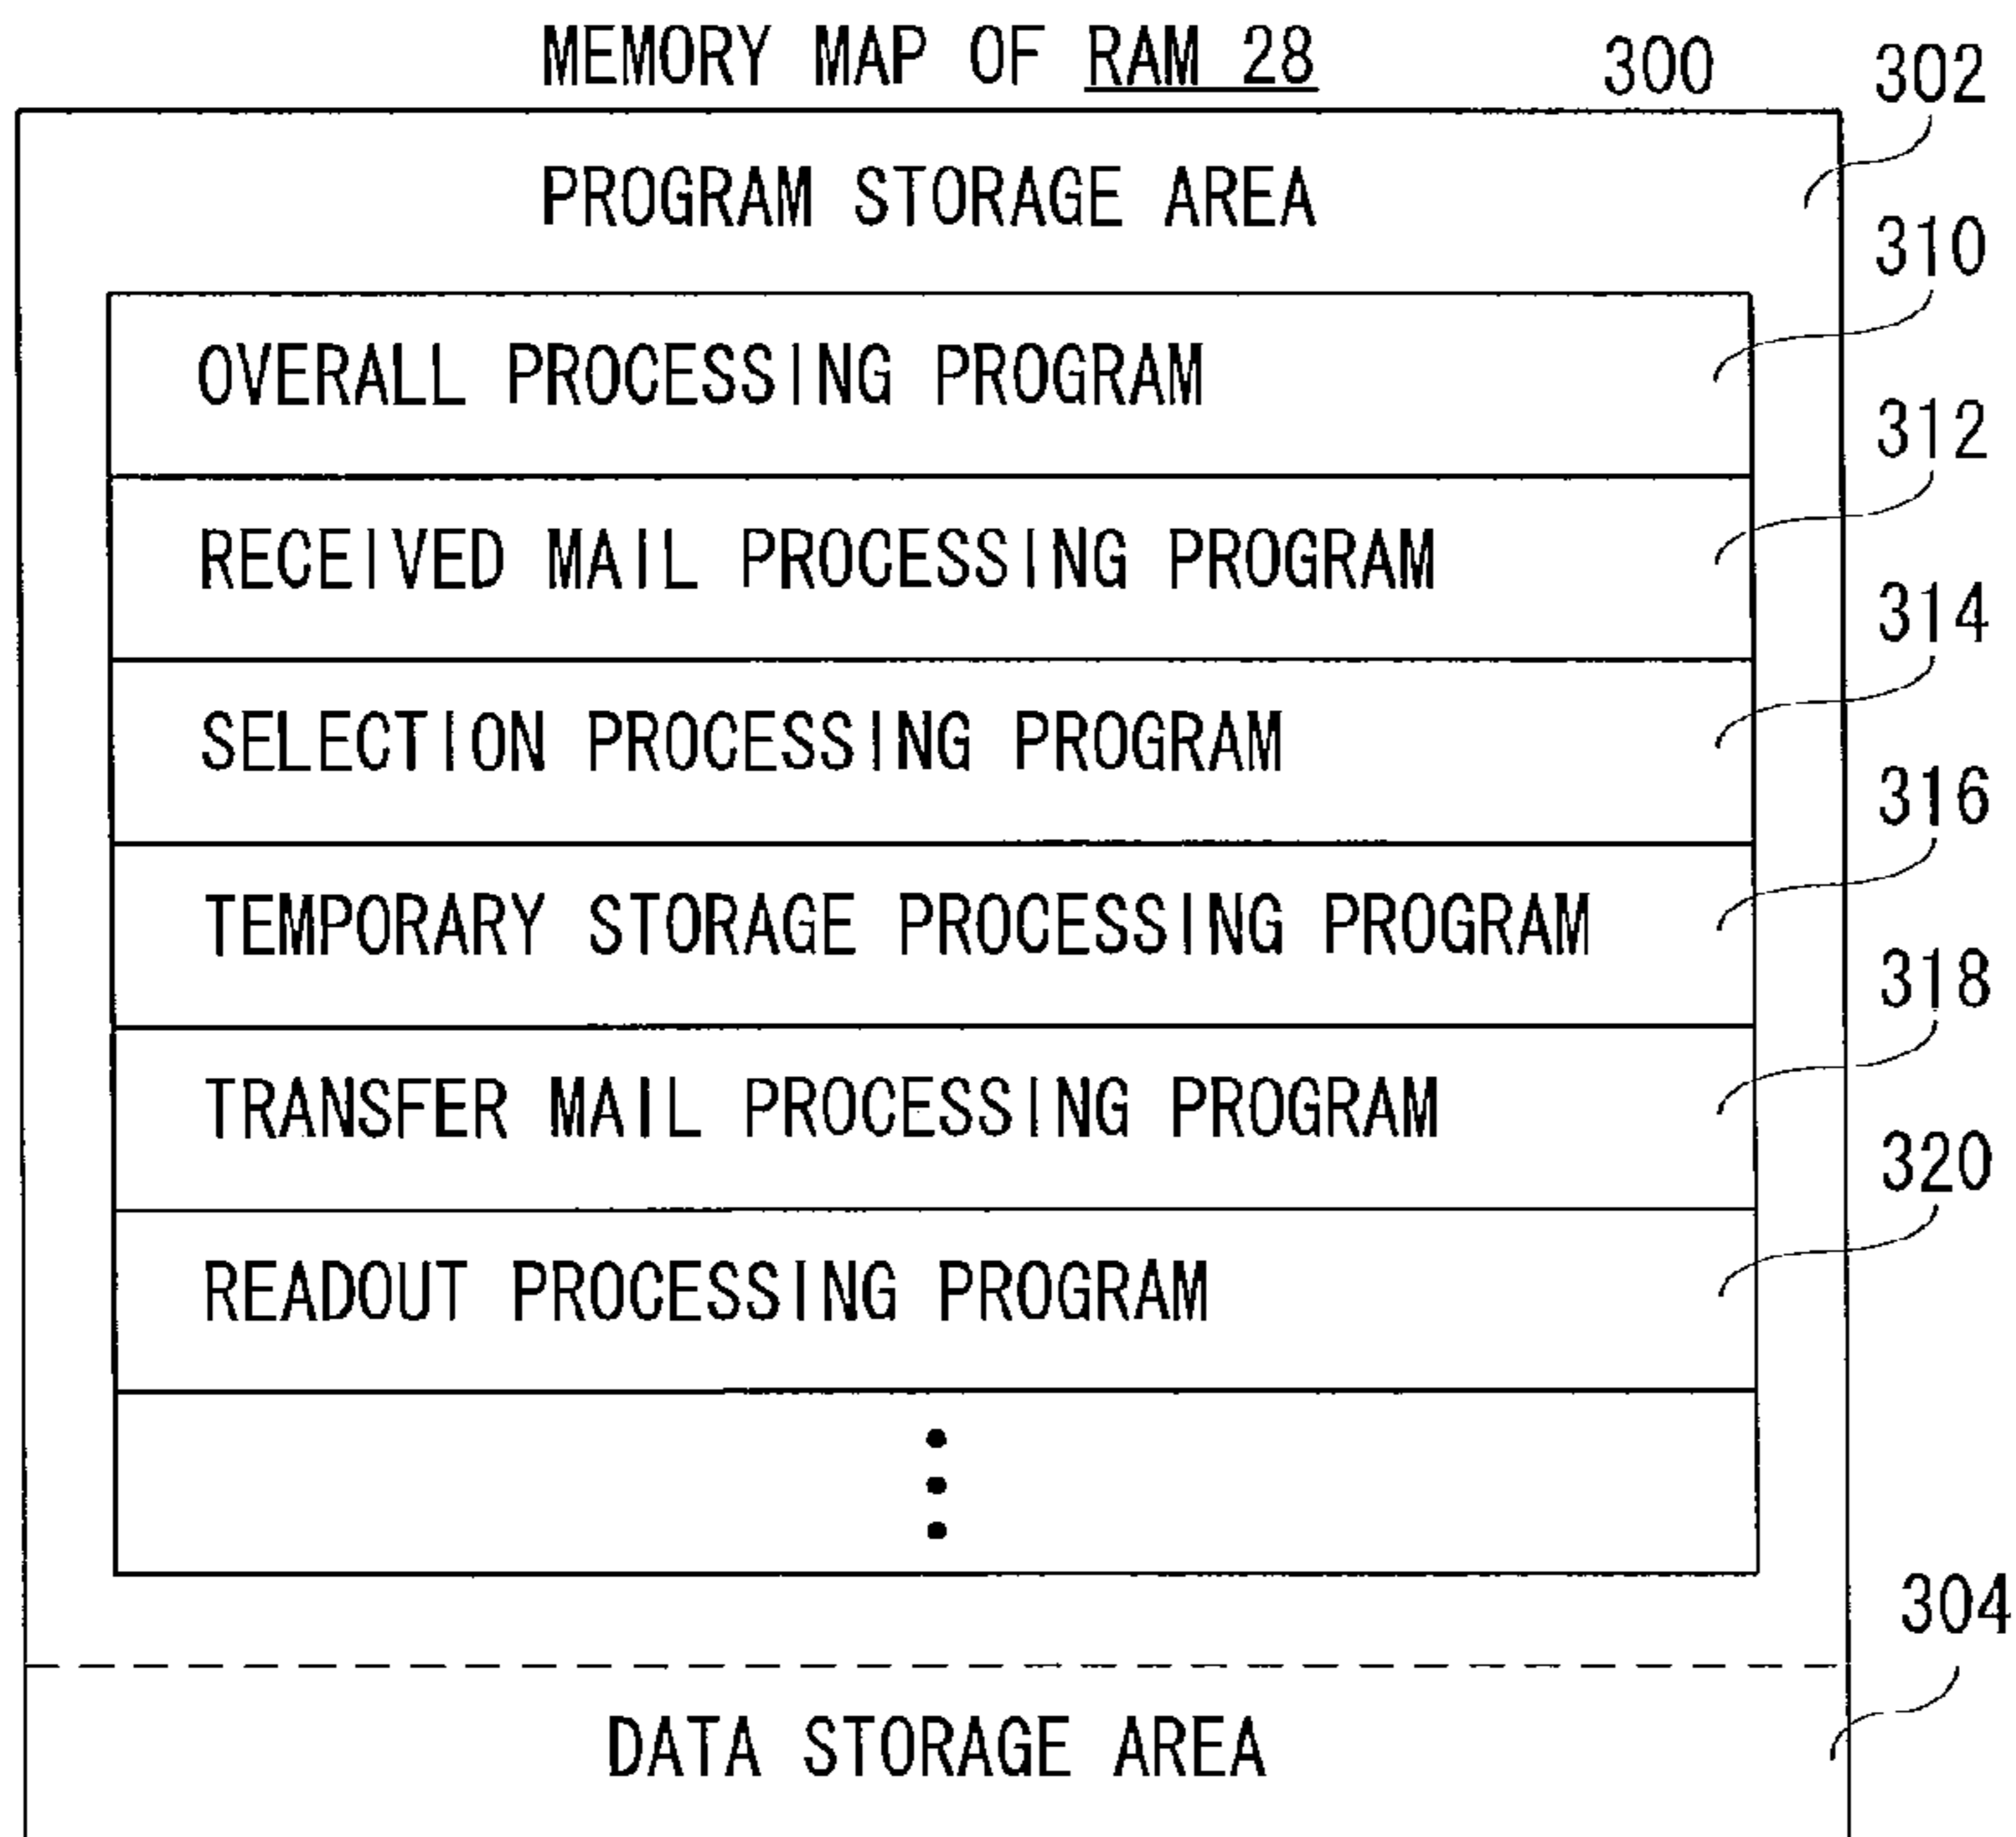 MEMORY MAP OF RAM 28
300
302
PROGRAM STORAGE AREA
310
OVERALL PROCESSING PROGRAM
312
RECEIVED MAIL PROCESSING PROGRAM
314
SELECTION PROCESSING PROGRAM
316
TEMPORARY STORAGE PROCESSING PROGRAM
318
TRANSFER MAIL PROCESSING PROGRAM
320
READOUT PROCESSING PROGRAM
304
DATA STORAGE AREA